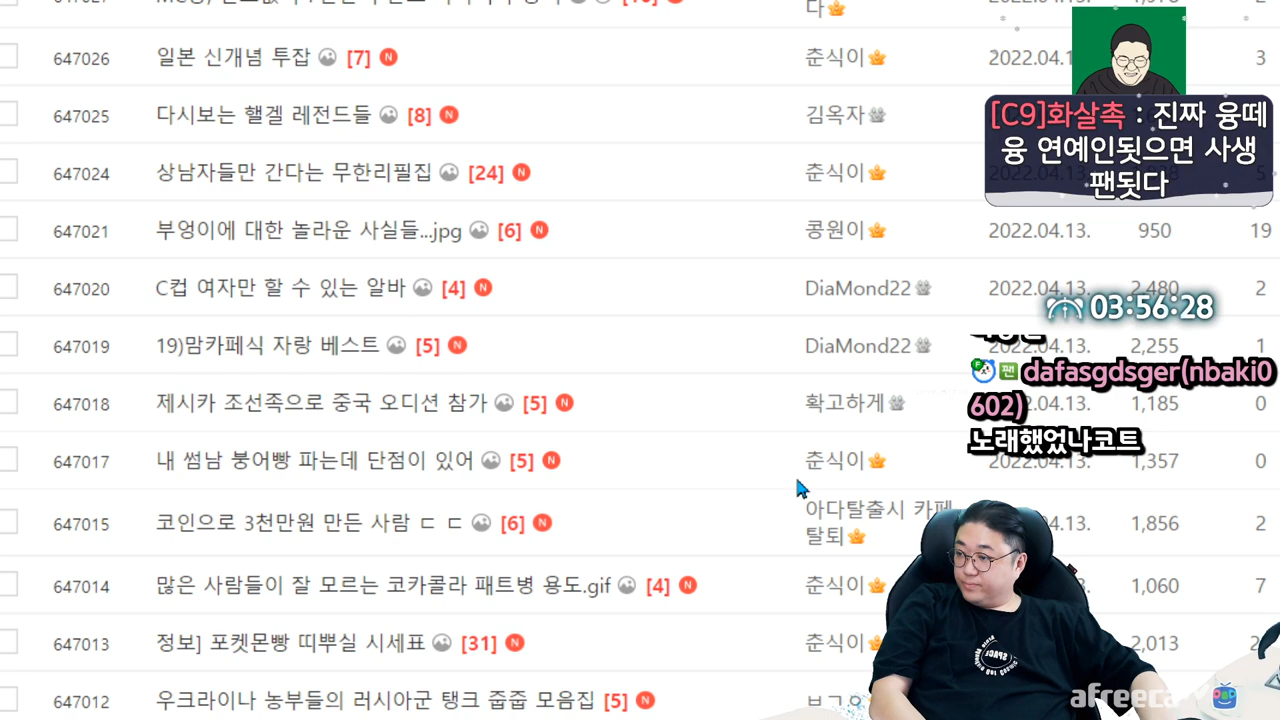 다👑
647026 일본 신개념 투잡 [7] N 춘식이 2022.04.1 3
[C9]화살촉 : 진짜 융떼
융 연예인됫으면 사생
팬됫다
647025 다시보는 핼겔 레전드들 [8] N 김옥자
647024 상남자들만 간다는 무한리필집 [24] N 춘식이
647021 부엉이에 대한 놀라운 사실들...jpg [6] N 콩원이 2022.04.13. 950 19
647020 C컵 여자만 할 수 있는 알바 [4] N DiaMond22 2022.04.13. 2,480 2
03:56:28
647019 19)맘카페식 자랑 베스트 [5] N DiaMond22 2022.04.13. 2,255 1
F 팬 dafasgdsger(nbaki0
602)
노래했었나코트
647018 제시카 조선족으로 중국 오디션 참가 [5] N 확고하게 .04.13. 1,185 0
647017 내 썸남 붕어빵 파는데 단점이 있어 [5] N 춘식이 2022.04.13. 1,357 0
647015 코인으로 3천만원 만든 사람 ㄷ ㄷ [6] N 아다탈출시 카페
탈퇴 .13. 1,856 2
647014 많은 사람들이 잘 모르는 코카콜라 패트병 용도.gif [4] N 춘식이 1,060 7
647013 정보] 포켓몬빵 띠뿌실 시세표 [31] N 춘식이 2,013
647012 우크라이나 농부들의 러시아군 탱크 줍줍 모음집 [5] N
SPACE
afreecaTV